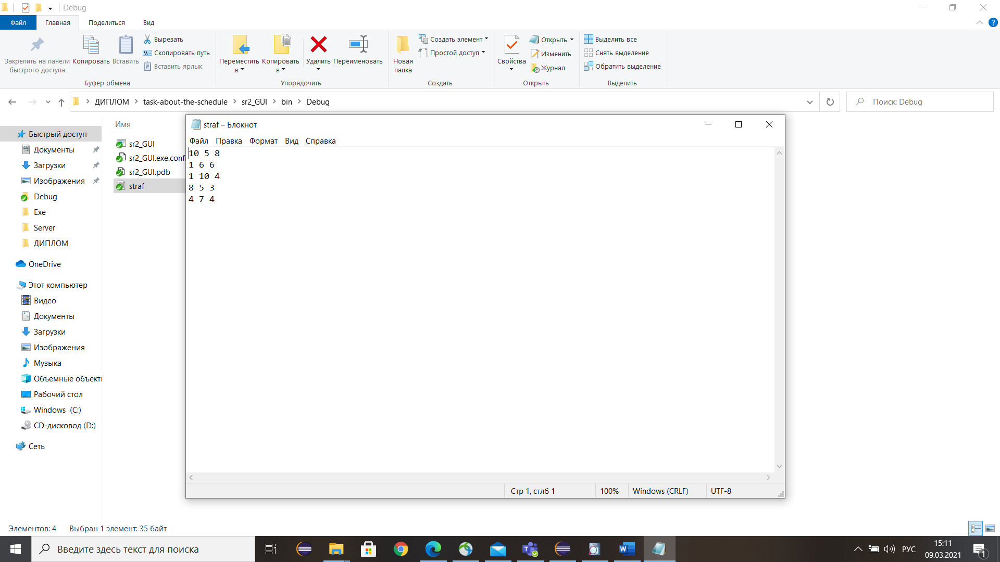 Debug
Файл Главная Поделиться Вид
Закрепить на панели быстрого доступа
Копировать
Вставить
Вырезать
Скопировать путь
Вставить ярлык
Буфер обмена
Переместить в
Копировать в
Удалить
Переименовать
Упорядочить
Новая папка
Создать элемент
Простой доступ
Создать
Свойства
Открыть
Изменить
Журнал
Открыть
Выделить все
Снять выделение
Обратить выделение
Выделить
ДИПЛОМ task-about-the-schedule sr2_GUI bin Debug
Поиск: Debug
Быстрый доступ
Документы
Загрузки
Изображения
Debug
Exe
Server
ДИПЛОМ
OneDrive
Этот компьютер
Видео
Документы
Загрузки
Изображения
Музыка
Объемные объекты
Рабочий стол
Windows (C:)
CD-дисковод (D:)
Сеть
Имя
sr2_GUI
sr2_GUI.exe.conf
sr2_GUI.pdb
straf
straf – Блокнот
Файл Правка Формат Вид Справка
10 5 8
1 6 6
1 10 4
8 5 3
4 7 4
Стр 1, стлб 1 100% Windows (CRLF) UTF-8
Элементов: 4 Выбран 1 элемент: 35 байт
Введите здесь текст для поиска
РУС
15:11
09.03.2021
1